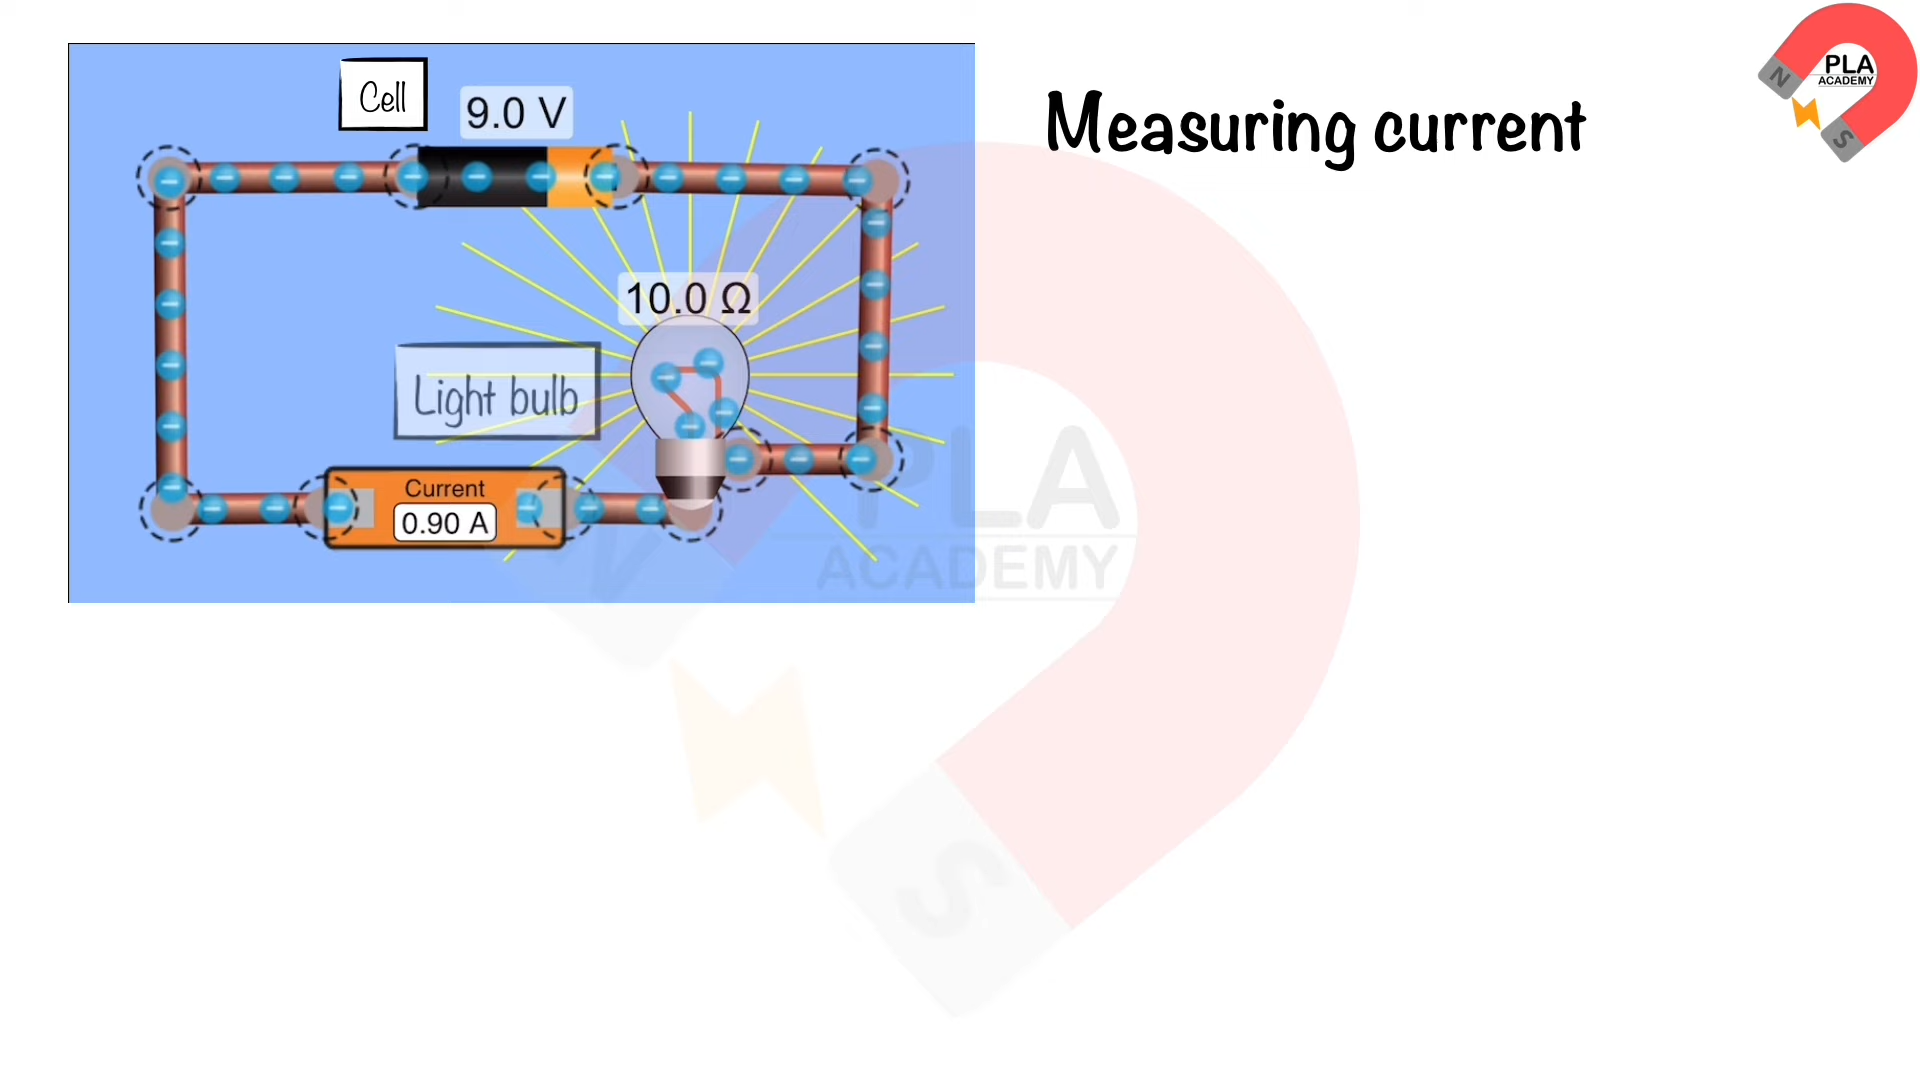 Cell
9.0 V
Measuring current
N
PLA
ACADEMY
S
10.0 Ω
Light bulb
Current
0.90 A
N
PLA
ACADEMY
S